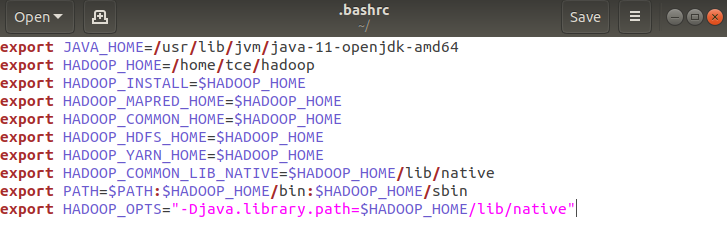 Open
.bashrc
~/
Save
export JAVA_HOME=/usr/lib/jvm/java-11-openjdk-amd64
export HADOOP_HOME=/home/tce/hadoop
export HADOOP_INSTALL=$HADOOP_HOME
export HADOOP_MAPRED_HOME=$HADOOP_HOME
export HADOOP_COMMON_HOME=$HADOOP_HOME
export HADOOP_HDFS_HOME=$HADOOP_HOME
export HADOOP_YARN_HOME=$HADOOP_HOME
export HADOOP_COMMON_LIB_NATIVE=$HADOOP_HOME/lib/native
export PATH=$PATH:$HADOOP_HOME/bin:$HADOOP_HOME/sbin
export HADOOP_OPTS="-Djava.library.path=$HADOOP_HOME/lib/native"